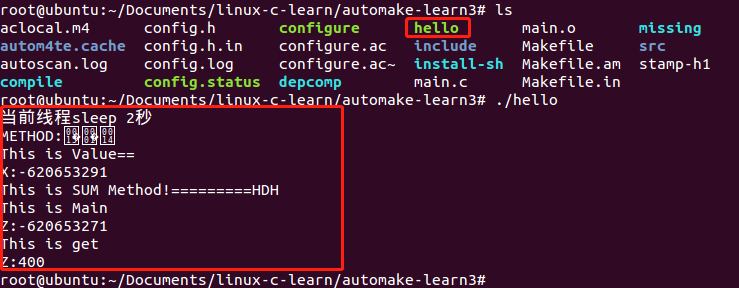 root@ubuntu:~/Documents/linux-c-learn/automake-learn3# ls
aclocal.m4 config.h configure hello main.o missing
autom4te.cache config.h.in configure.ac include Makefile src
autoscan.log config.log configure.ac~ install-sh Makefile.am stamp-h1
compile config.status depcomp main.c Makefile.in
root@ubuntu:~/Documents/linux-c-learn/automake-learn3# ./hello
当前线程sleep 2秒
METHOD:
This is Value==
X:-620653291
This is SUM Method!=========HDH
This is Main
Z:-620653271
This is get
Z:400
root@ubuntu:~/Documents/linux-c-learn/automake-learn3#